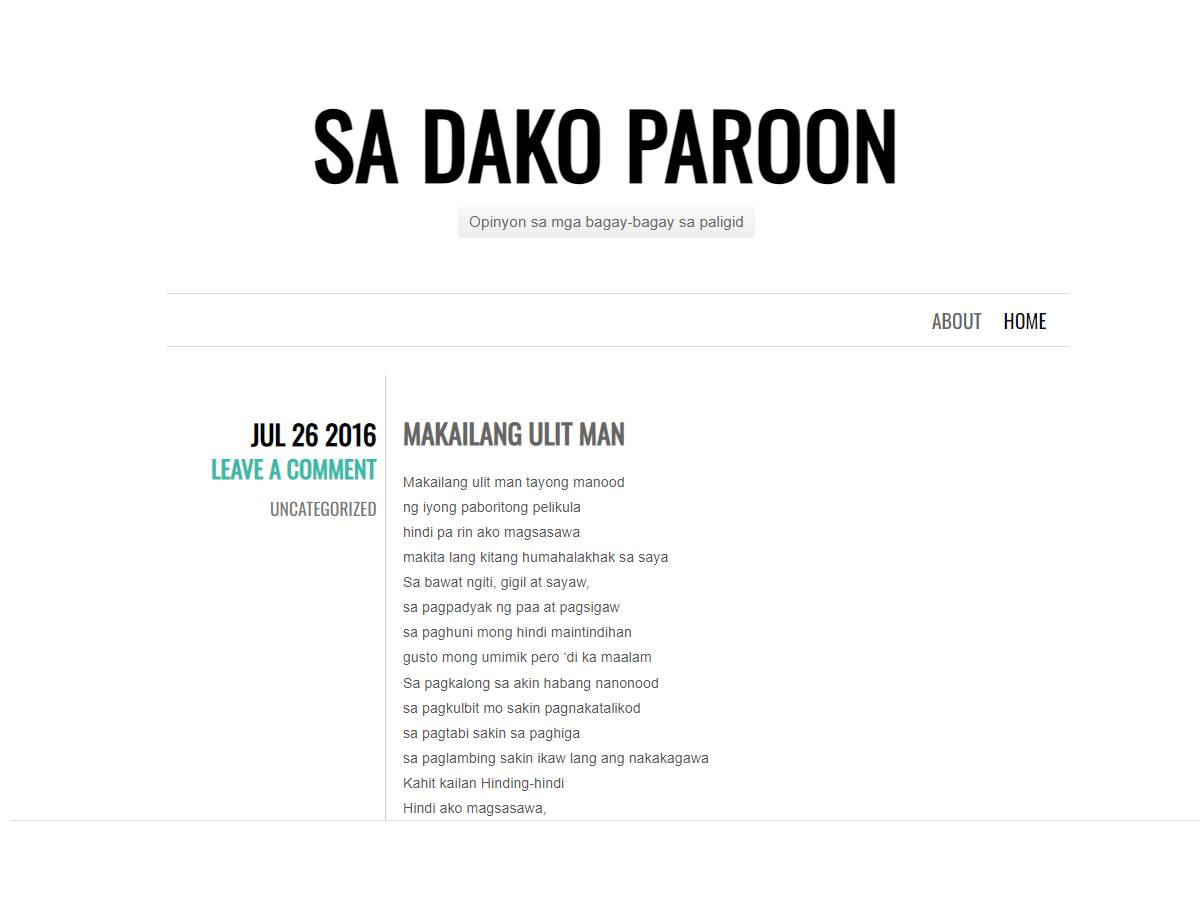 SA DAKO PAROON
Opinyon sa mga bagay-bagay sa paligid
ABOUT HOME
JUL 26 2016
LEAVE A COMMENT
UNCATEGORIZED
MAKAILANG ULIT MAN
Makailang ulit man tayong manood
ng iyong paboritong pelikula
hindi pa rin ako magsasawa
makita lang kitang humahalakhak sa saya
Sa bawat ngiti, gigil at sayaw,
sa pagpadyak ng paa at pagsigaw
sa paghuni mong hindi maintindihan
gusto mong umimik pero ‘di ka maalam
Sa pagkalong sa akin habang nanonood
sa pagkulbit mo sakin pagnakatalikod
sa pagtabi sakin sa paghiga
sa paglambing sakin ikaw lang ang nakakagawa
Kahit kailan Hinding-hindi
Hindi ako magsasawa,